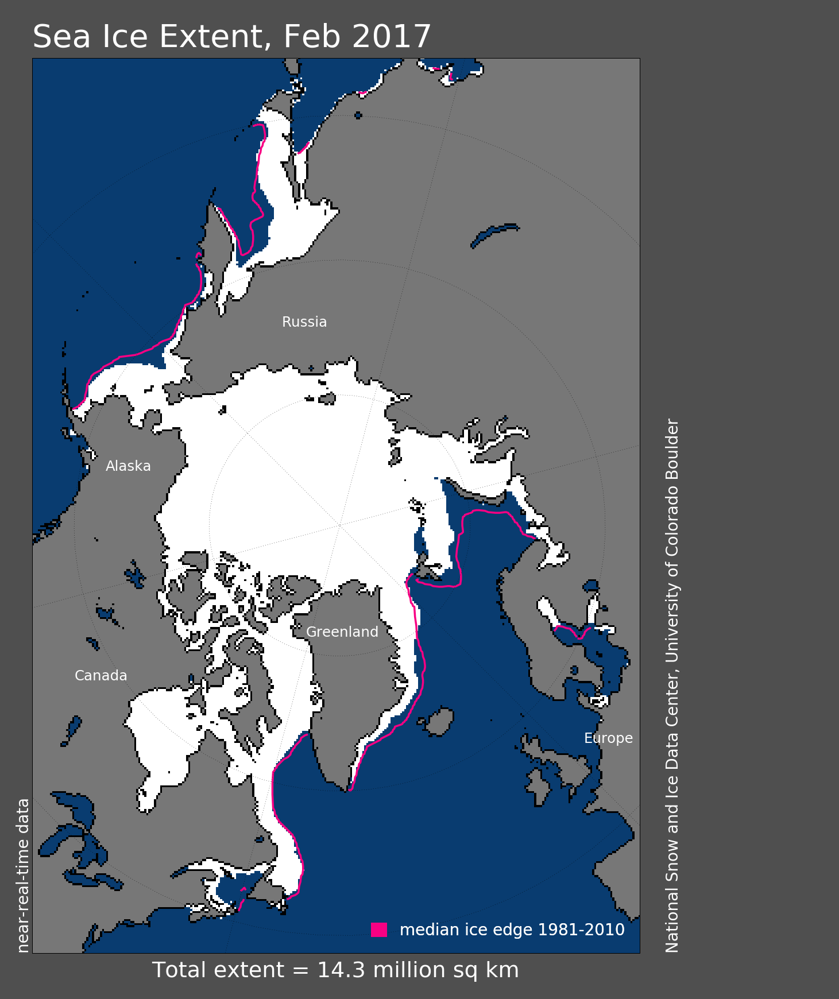 Sea Ice Extent, Feb 2017
Russia
Alaska
Greenland
Canada
Europe
near-real-time data
National Snow and Ice Data Center, University of Colorado Boulder
median ice edge 1981-2010
Total extent = 14.3 million sq km